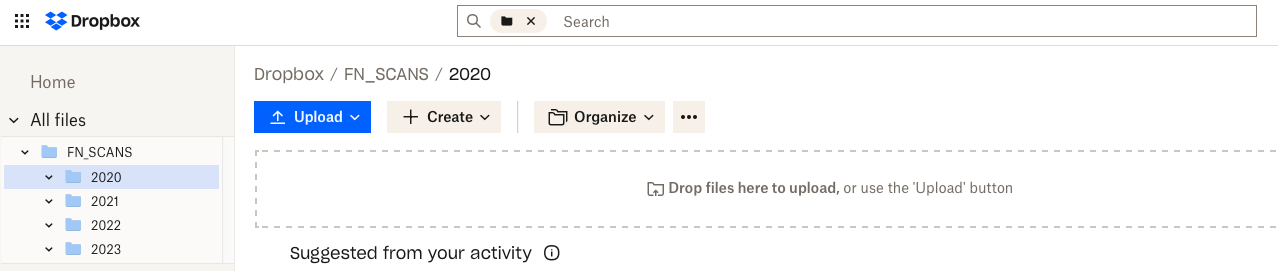 Dropbox
Search
Home
All files
FN_SCANS
2020
2021
2022
2023
Dropbox / FN_SCANS / 2020
Upload Create Organize
Drop files here to upload, or use the 'Upload' button
Suggested from your activity